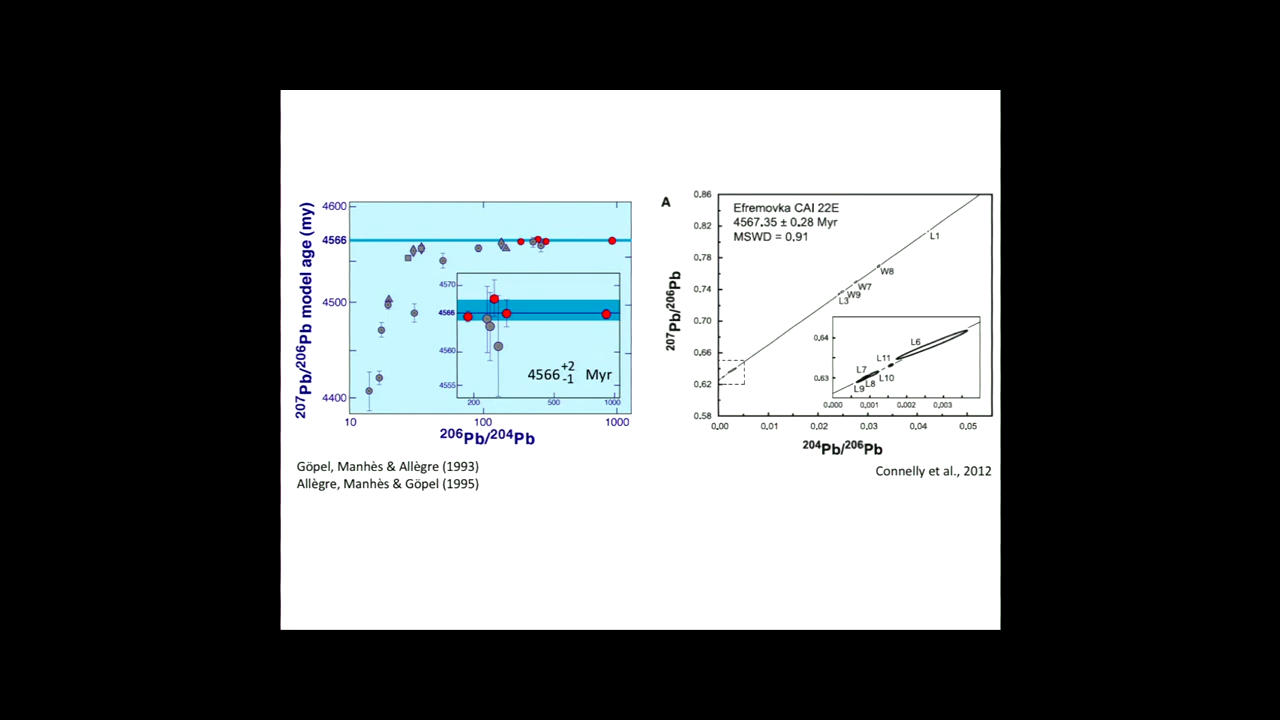 4600
4566
4500
4400
207Pb/206Pb model age (my)
10
100
1000
206Pb/204Pb
4570
4566
4560
4555
200
500
1000
4566 +2 -1 Myr
Göpel, Manhès & Allègre (1993)
Allègre, Manhès & Göpel (1995)
A
Efremovka CAI 22E
4567.35 ± 0.28 Myr
MSWD = 0.91
0.86
0.82
0.78
0.74
0.70
0.66
0.62
0.58
207Pb/206Pb
L1
W8
W7
W9
L3
0,64
0,63
L6
L11
L7
L10
L8
L9
0.000
0,001
0,002
0,003
0.00
0,01
0,02
0,03
0,04
0,05
204Pb/206Pb
Connelly et al., 2012